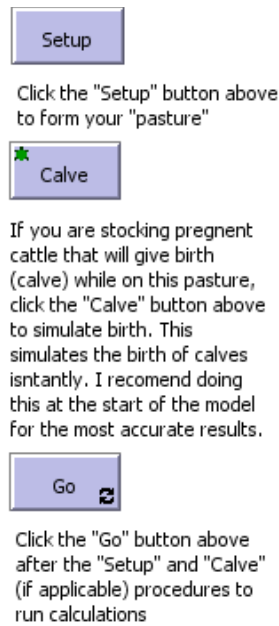 Setup
Click the "Setup" button above
to form your "pasture"
Calve
If you are stocking pregnent
cattle that will give birth
(calve) while on this pasture,
click the "Calve" button above
to simulate birth. This
simulates the birth of calves
isntantly. I recomend doing
this at the start of the model
for the most accurate results.
Go
Click the "Go" button above
after the "Setup" and "Calve"
(if applicable) procedures to
run calculations